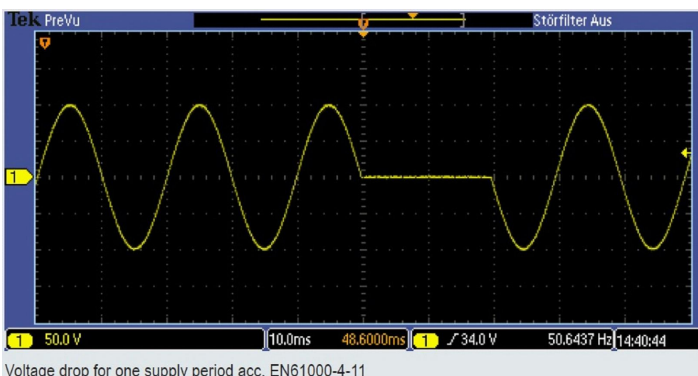 Tek PreVu Störfilter Aus
T
T
1
1 50.0 V 10.0ms 48.6000ms 1 34.0 V 50.6437 Hz 14:40:44
Voltage drop for one supply period acc. EN61000-4-11